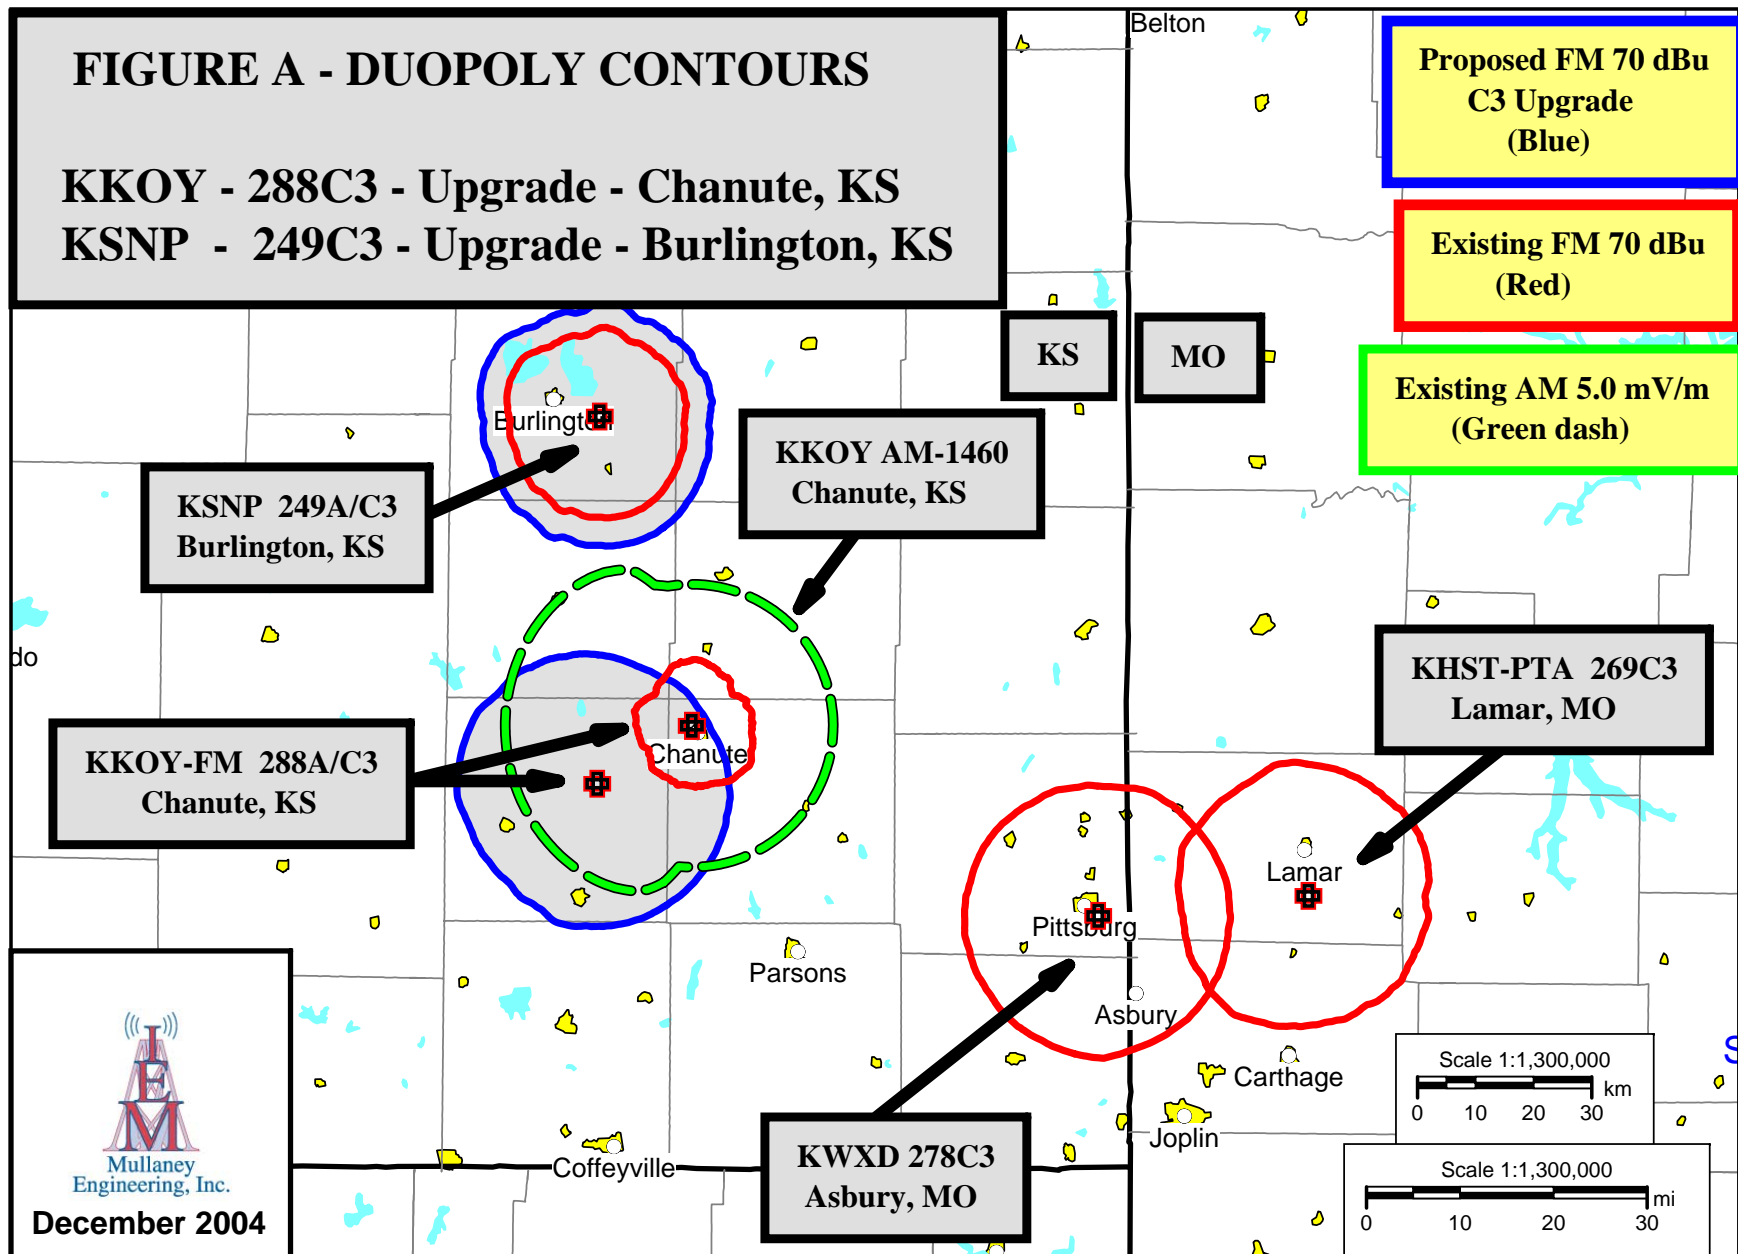 FIGURE A - DUOPOLY CONTOURS
KKOY - 288C3 - Upgrade - Chanute, KS
KSNP - 249C3 - Upgrade - Burlington, KS
Belton
Proposed FM 70 dBu
C3 Upgrade
(Blue)
Existing FM 70 dBu
(Red)
Existing AM 5.0 mV/m
(Green dash)
KS
MO
Burlington
KKOY AM-1460
Chanute, KS
KSNP 249A/C3
Burlington, KS
do
KHST-PTA 269C3
Lamar, MO
KKOY-FM 288A/C3
Chanute, KS
Chanute
Lamar
Pittsburg
Parsons
Asbury
Carthage
Joplin
Coffeyville
KWXD 278C3
Asbury, MO
S
Scale 1:1,300,000
km
0 10 20 30
Scale 1:1,300,000
mi
0 10 20 30
IEM
Mullaney
Engineering, Inc.
December 2004